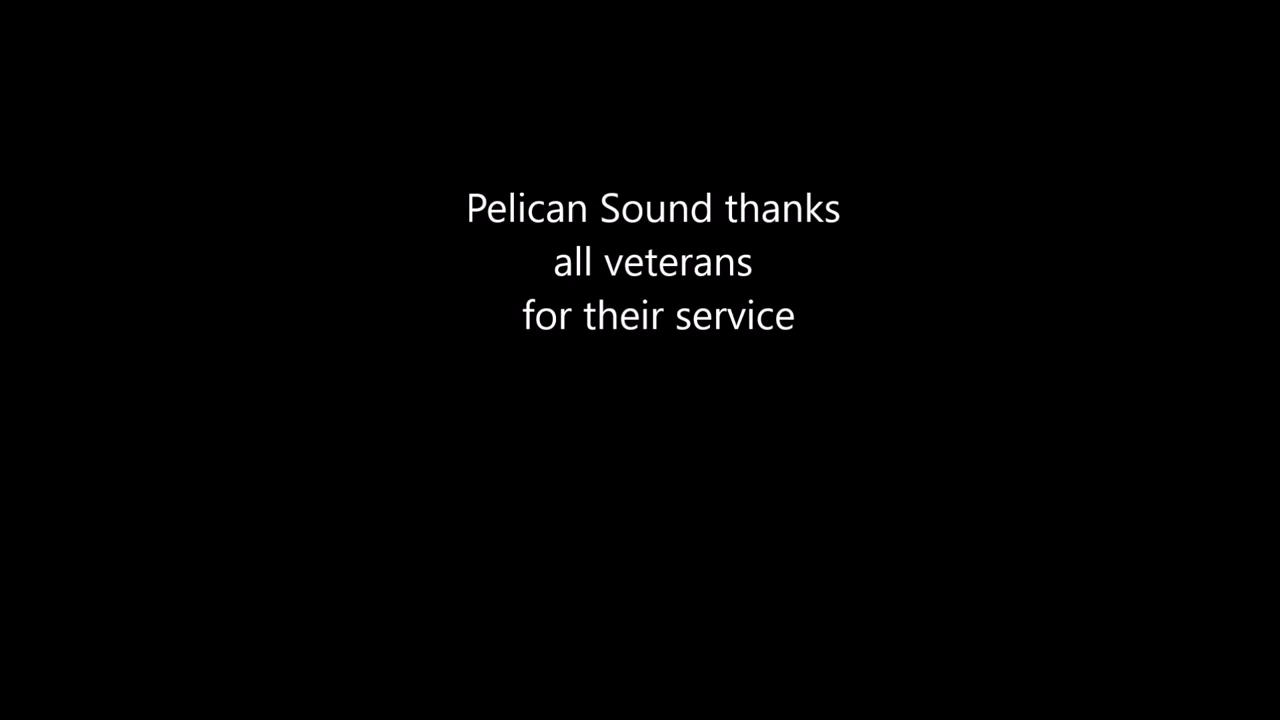 Pelican Sound thanks
all veterans
for their service